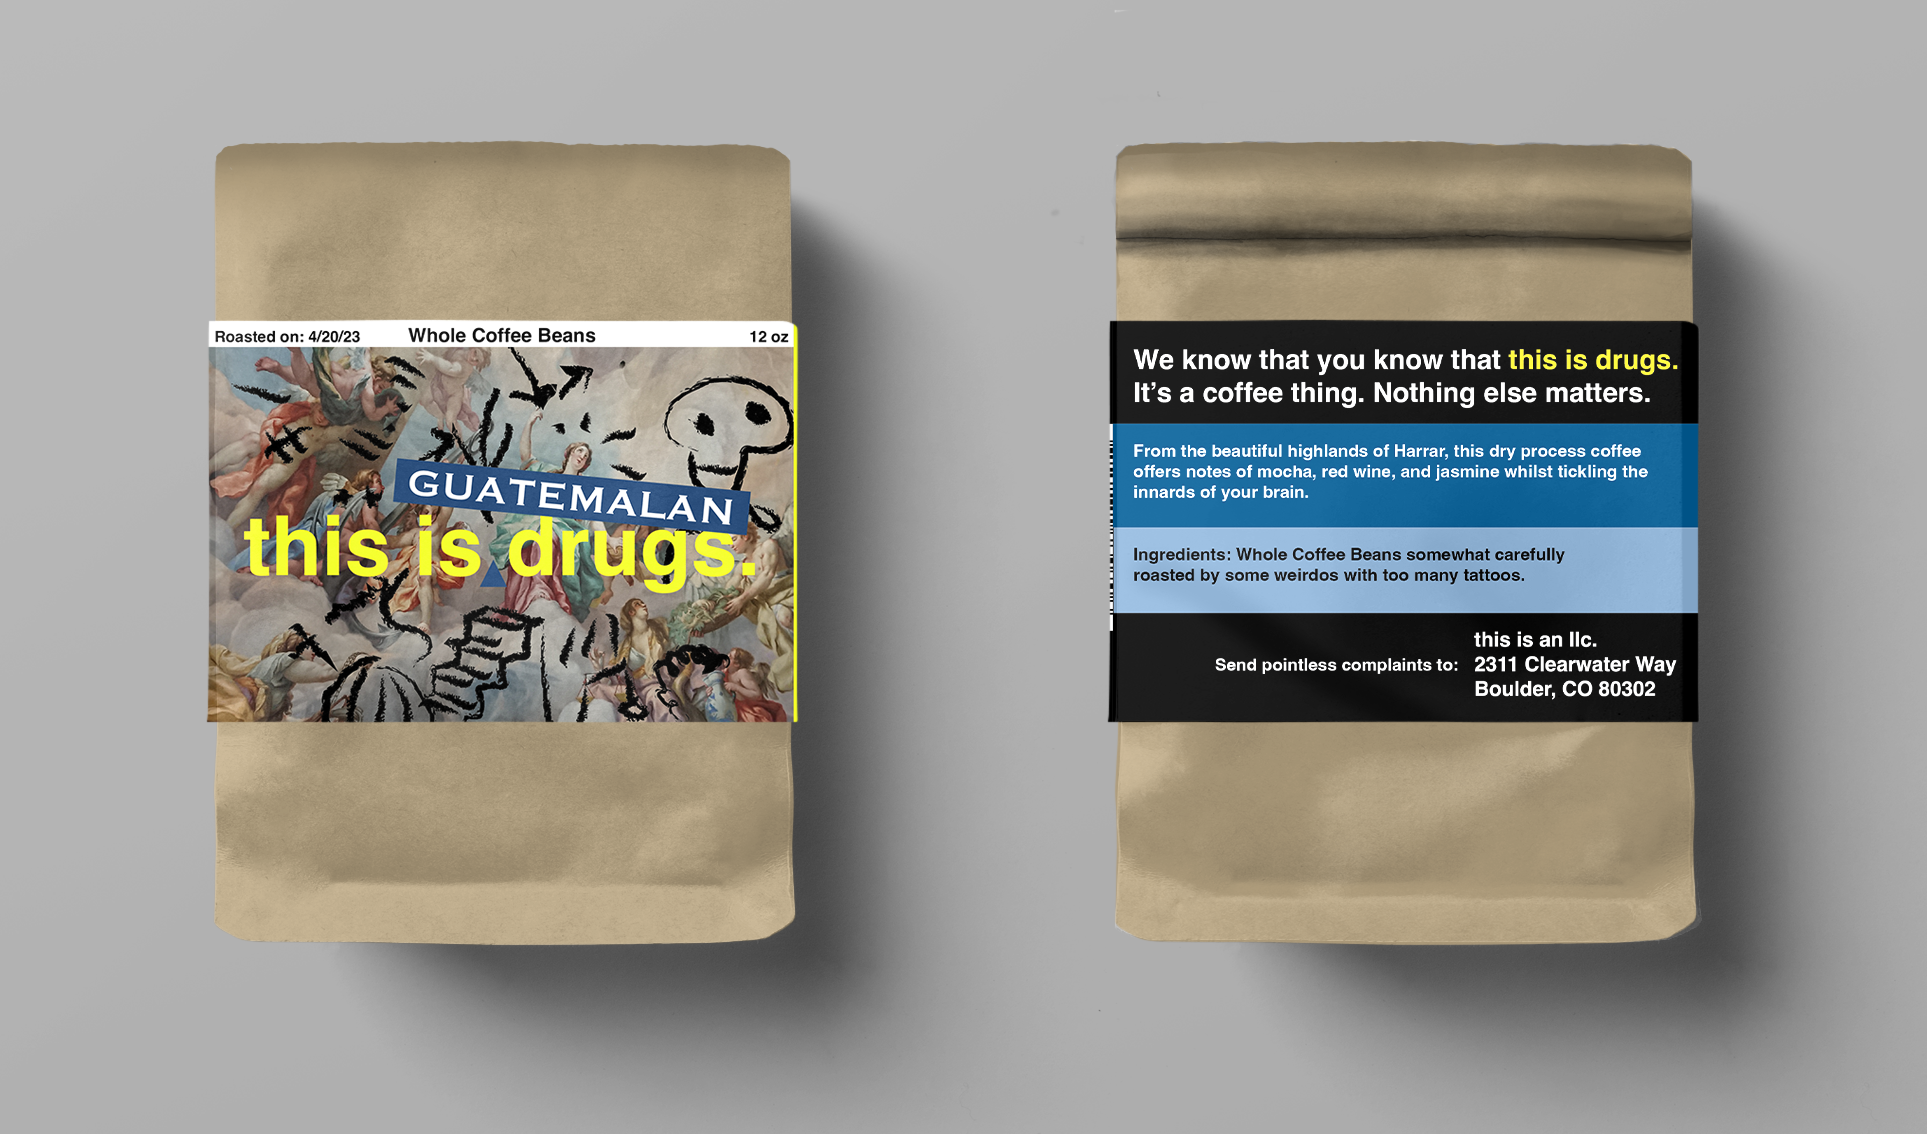 Roasted on: 4/20/23 Whole Coffee Beans 12 oz
GUATEMALAN
this is drugs.
We know that you know that this is drugs.
It's a coffee thing. Nothing else matters.
From the beautiful highlands of Harrar, this dry process coffee
offers notes of mocha, red wine, and jasmine whilst tickling the
innards of your brain.
Ingredients: Whole Coffee Beans somewhat carefully
roasted by some weirdos with too many tattoos.
Send pointless complaints to:
this is an llc.
2311 Clearwater Way
Boulder, CO 80302